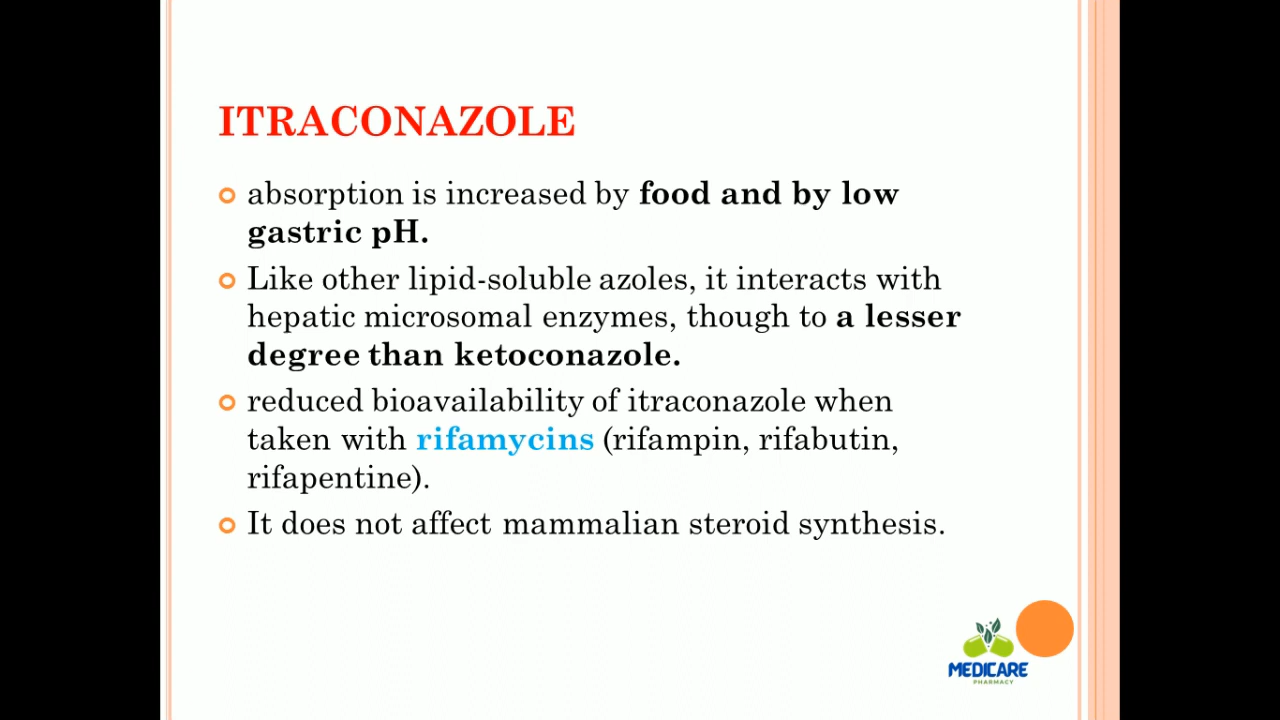 ITRACONAZOLE
absorption is increased by food and by low
gastric pH.
Like other lipid-soluble azoles, it interacts with
hepatic microsomal enzymes, though to a lesser
degree than ketoconazole.
reduced bioavailability of itraconazole when
taken with rifamycins (rifampin, rifabutin,
rifapentine).
It does not affect mammalian steroid synthesis.
MEDICARE
PHARMACY